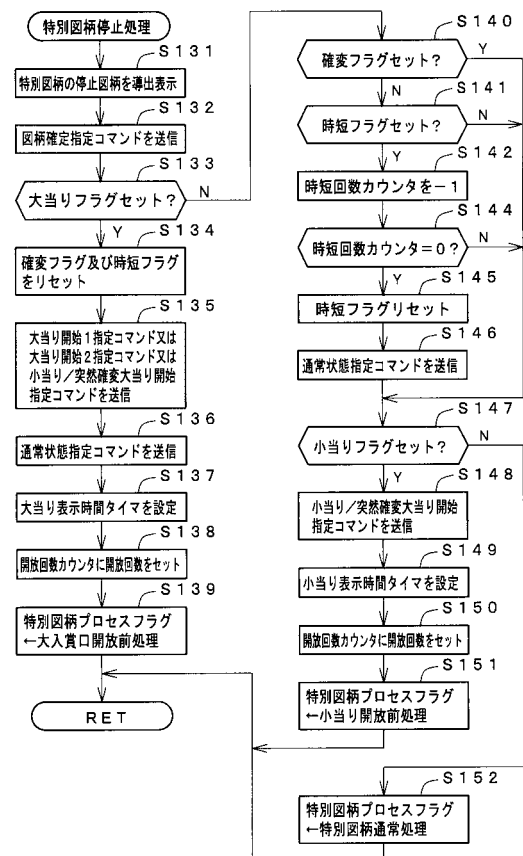 特別図柄停止処理
S131
特別図柄の停止図柄を導出表示
S132
図柄確定指定コマンドを送信
S133
大当りフラグセット?
N
Y
S134
確変フラグ及び時短フラグ
をリセット
S135
大当り開始1指定コマンド又は
大当り開始2指定コマンド又は
小当り/突然確変大当り開始
指定コマンドを送信
S136
通常状態指定コマンドを送信
S137
大当り表示時間タイマを設定
S138
開放回数カウンタに開放回数をセット
S139
特別図柄プロセスフラグ
←大入賞口開放前処理
RET
S140
確変フラグセット?
Y
N
S141
時短フラグセット?
N
Y
S142
時短回数カウンタを-1
S144
時短回数カウンタ=0?
N
Y
S145
時短フラグリセット
S146
通常状態指定コマンドを送信
S147
小当りフラグセット?
N
Y
S148
小当り/突然確変大当り開始
指定コマンドを送信
S149
小当り表示時間タイマを設定
S150
開放回数カウンタに開放回数をセット
S151
特別図柄プロセスフラグ
←小当り開放前処理
S152
特別図柄プロセスフラグ
←特別図柄通常処理